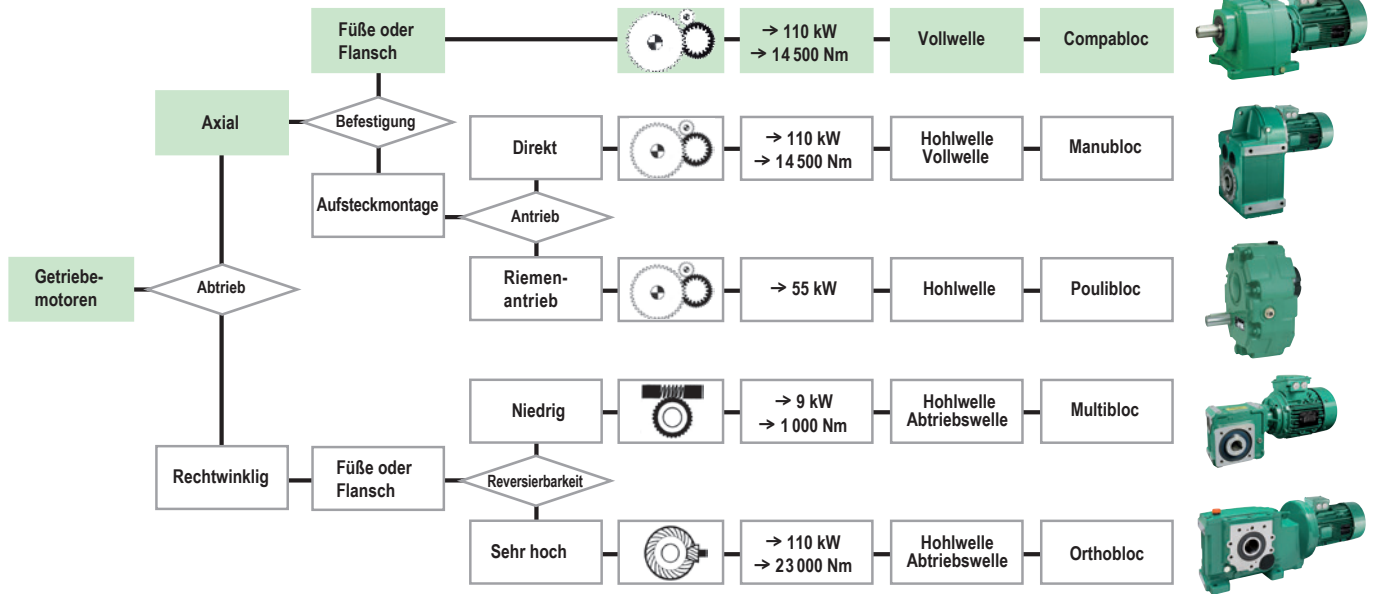 Füße oder
Flansch
→ 110 kW
→ 14 500 Nm
Vollwelle
Compabloc
Axial
Befestigung
Direkt
→ 110 kW
→ 14 500 Nm
Hohlwelle
Vollwelle
Manubloc
Aufsteckmontage
Antrieb
Getriebe-
motoren
Abtrieb
Riemen-
antrieb
→ 55 kW
Hohlwelle
Poulibloc
Niedrig
→ 9 kW
→ 1 000 Nm
Hohlwelle
Abtriebswelle
Multibloc
Rechtwinklig
Füße oder
Flansch
Reversierbarkeit
Sehr hoch
→ 110 kW
→ 23 000 Nm
Hohlwelle
Abtriebswelle
Orthobloc